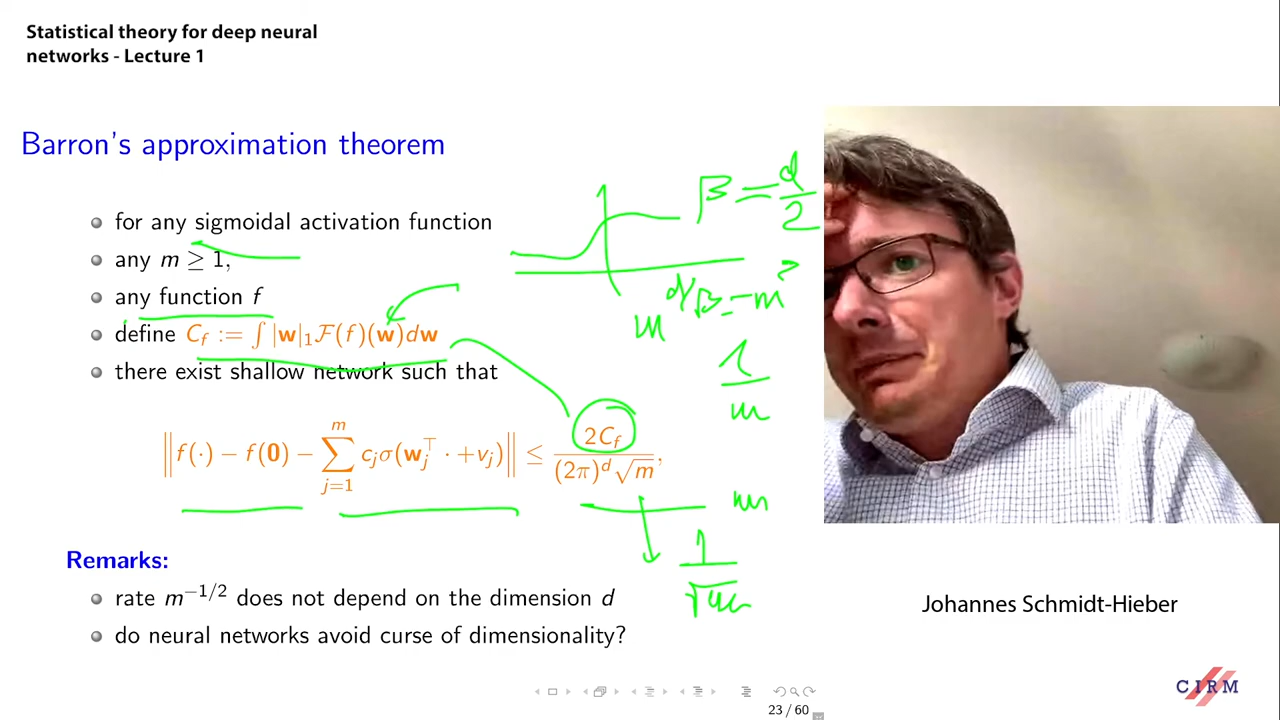 Statistical theory for deep neural
networks - Lecture 1
Barron's approximation theorem
for any sigmoidal activation function
any m ≥ 1,
any function f
define C_f := ∫ |w|₁ F(f)(w)dw
there exist shallow network such that
‖f(·) − f(0) − ∑_{j=1}^{m} c_j σ(w_j^⊤ · + v_j)‖ ≤ 2C_f / ((2π)^d √m),
β = d/2
1/m
m
1/√m
Remarks:
rate m^{−1/2} does not depend on the dimension d
do neural networks avoid curse of dimensionality?
Johannes Schmidt-Hieber
23 / 60
CIRM